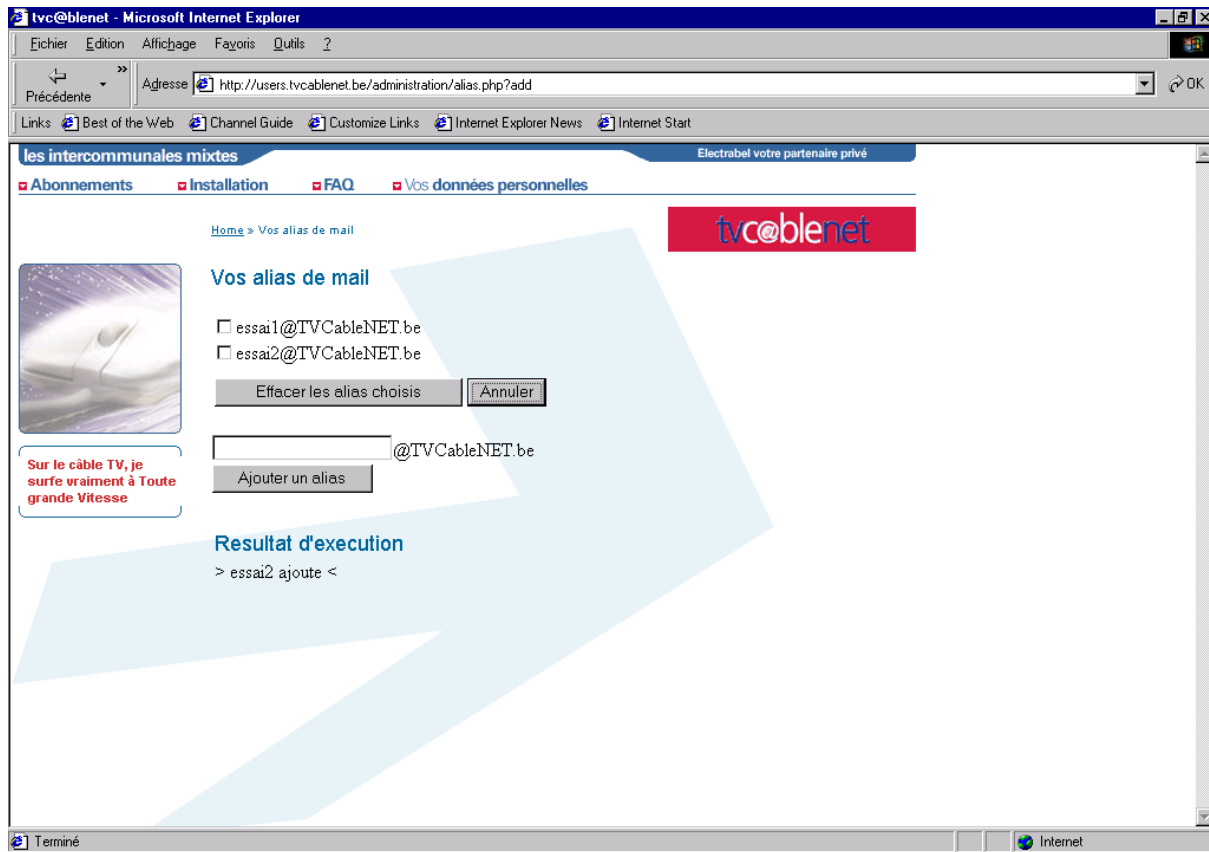 tvc@blenet - Microsoft Internet Explorer
Fichier Edition Affichage Favoris Outils ?
Précédente » Adresse http://users.tvcablenet.be/administration/alias.php?add OK
Links Best of the Web Channel Guide Customize Links Internet Explorer News Internet Start
les intercommunales mixtes Electrabel votre partenaire privé
Abonnements Installation FAQ Vos données personnelles
tvc@blenet
Home » Vos alias de mail
Vos alias de mail
essai1@TVCableNET.be
essai2@TVCableNET.be
Effacer les alias choisis Annuler
@TVCableNET.be
Ajouter un alias
Sur le câble TV, je
surfe vraiment à Toute
grande Vitesse
Resultat d'execution
> essai2 ajoute <
Terminé Internet